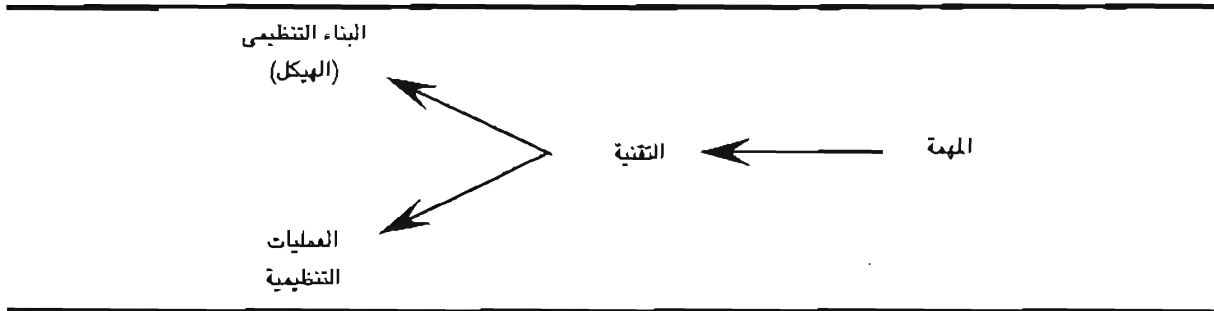 البناء التنظيمى
(الهيكل)
المهمة
التقنية
العمليات
التنظيمية